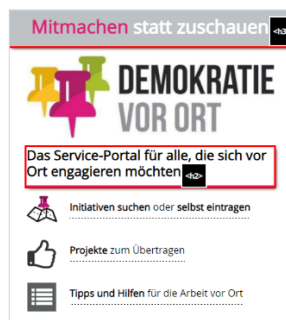 Mitmachen statt zuschauen <h3
DEMOKRATIE
VOR ORT
Das Service-Portal für alle, die sich vor
Ort engagieren möchten <h2>
Initiativen suchen oder selbst eintragen
Projekte zum Übertragen
Tipps und Hilfen für die Arbeit vor Ort